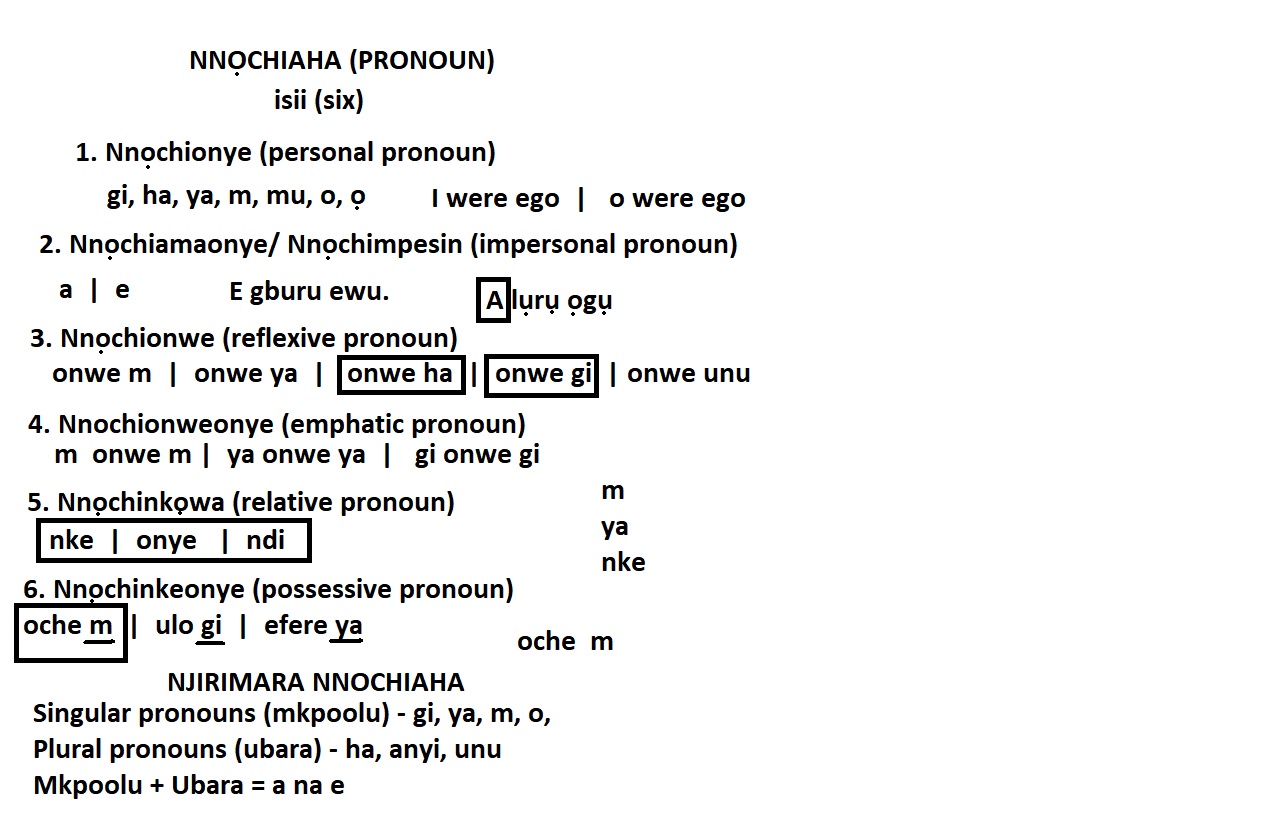 NNỌCHIAHA (PRONOUN)
isii (six)
1. Nnọchionye (personal pronoun)
gi, ha, ya, m, mu, o, ọ I were ego | o were ego
2. Nnọchiamaonye/ Nnọchimpesin (impersonal pronoun)
a | e E gburu ewu. A lụrụ ọgụ
3. Nnọchionwe (reflexive pronoun)
onwe m | onwe ya | onwe ha | onwe gi | onwe unu
4. Nnochionweonye (emphatic pronoun)
m onwe m | ya onwe ya | gi onwe gi
5. Nnọchinkọwa (relative pronoun)
nke | onye | ndi
m
ya
nke
6. Nnọchinkeonye (possessive pronoun)
oche m | ulo gi | efere ya
oche m
NJIRIMARA NNOCHIAHA
Singular pronouns (mkpoolu) - gi, ya, m, o,
Plural pronouns (ubara) - ha, anyi, unu
Mkpoolu + Ubara = a na e